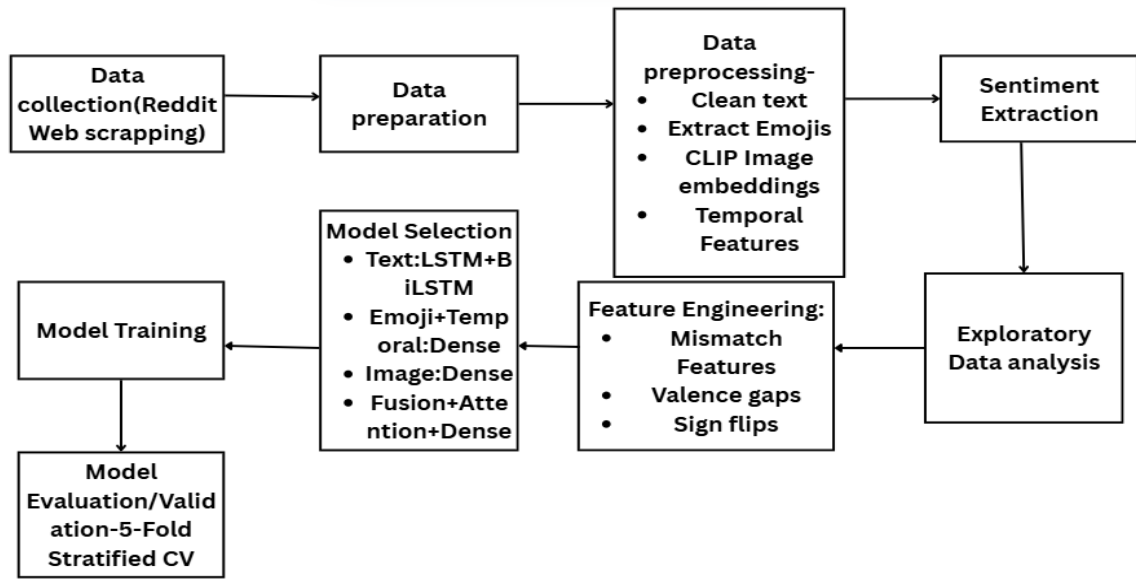 Data
collection(Reddit
Web scrapping)
Data
preparation
Data
preprocessing-
• Clean text
• Extract Emojis
• CLIP Image
embeddings
• Temporal
Features
Sentiment
Extraction
Exploratory
Data analysis
Feature Engineering:
• Mismatch
Features
• Valence gaps
• Sign flips
Model Selection
• Text:LSTM+B
iLSTM
• Emoji+Temp
oral:Dense
• Image:Dense
• Fusion+Atte
ntion+Dense
Model Training
Model
Evaluation/Valid
ation-5-Fold
Stratified CV